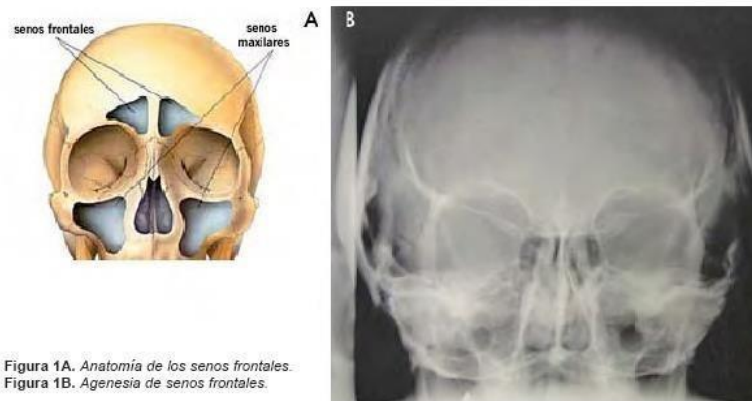 senos frontales
senos
maxilares
A
B
Figura 1A. Anatomía de los senos frontales.
Figura 1B. Agenesia de senos frontales.